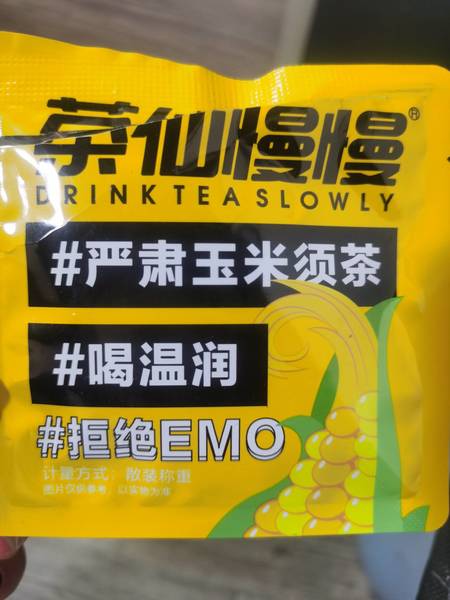 茶仙慢慢®
DRINK TEA SLOWLY
#严肃玉米须茶
#喝温润
#拒绝EMO
计量方式：散装称重
图片仅供参考，以实物为准